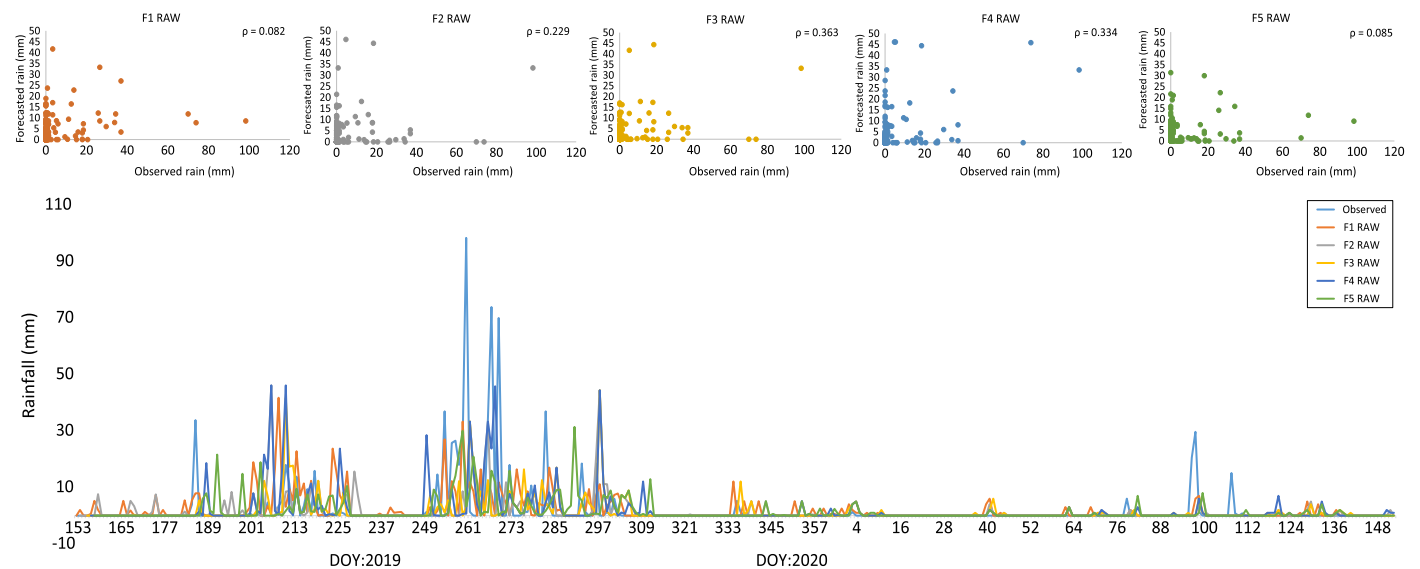 F1 RAW
ρ = 0.082
Forecasted rain (mm)
50
45
40
35
30
25
20
15
10
5
0
0 20 40 60 80 100 120
Observed rain (mm)
F2 RAW
ρ = 0.229
Forecsated rain (mm)
50
45
40
35
30
25
20
15
10
5
0
0 20 40 60 80 100 120
Observed rain (mm)
F3 RAW
ρ = 0.363
Forecasted rain (mm)
50
45
40
35
30
25
20
15
10
5
0
0 20 40 60 80 100 120
Observed rain (mm)
F4 RAW
ρ = 0.334
Forecasted rain (mm)
50
45
40
35
30
25
20
15
10
5
0
0 20 40 60 80 100 120
Observed rain (mm)
F5 RAW
ρ = 0.085
Forecasted rain (mm)
50
45
40
35
30
25
20
15
10
5
0
0 20 40 60 80 100 120
Observed rain (mm)
Rainfall (mm)
110
90
70
50
30
10
-10
Observed
F1 RAW
F2 RAW
F3 RAW
F4 RAW
F5 RAW
153 165 177 189 201 213 225 237 249 261 273 285 297 309 321 333 345 357 4 16 28 40 52 64 76 88 100 112 124 136 148
DOY:2019 DOY:2020